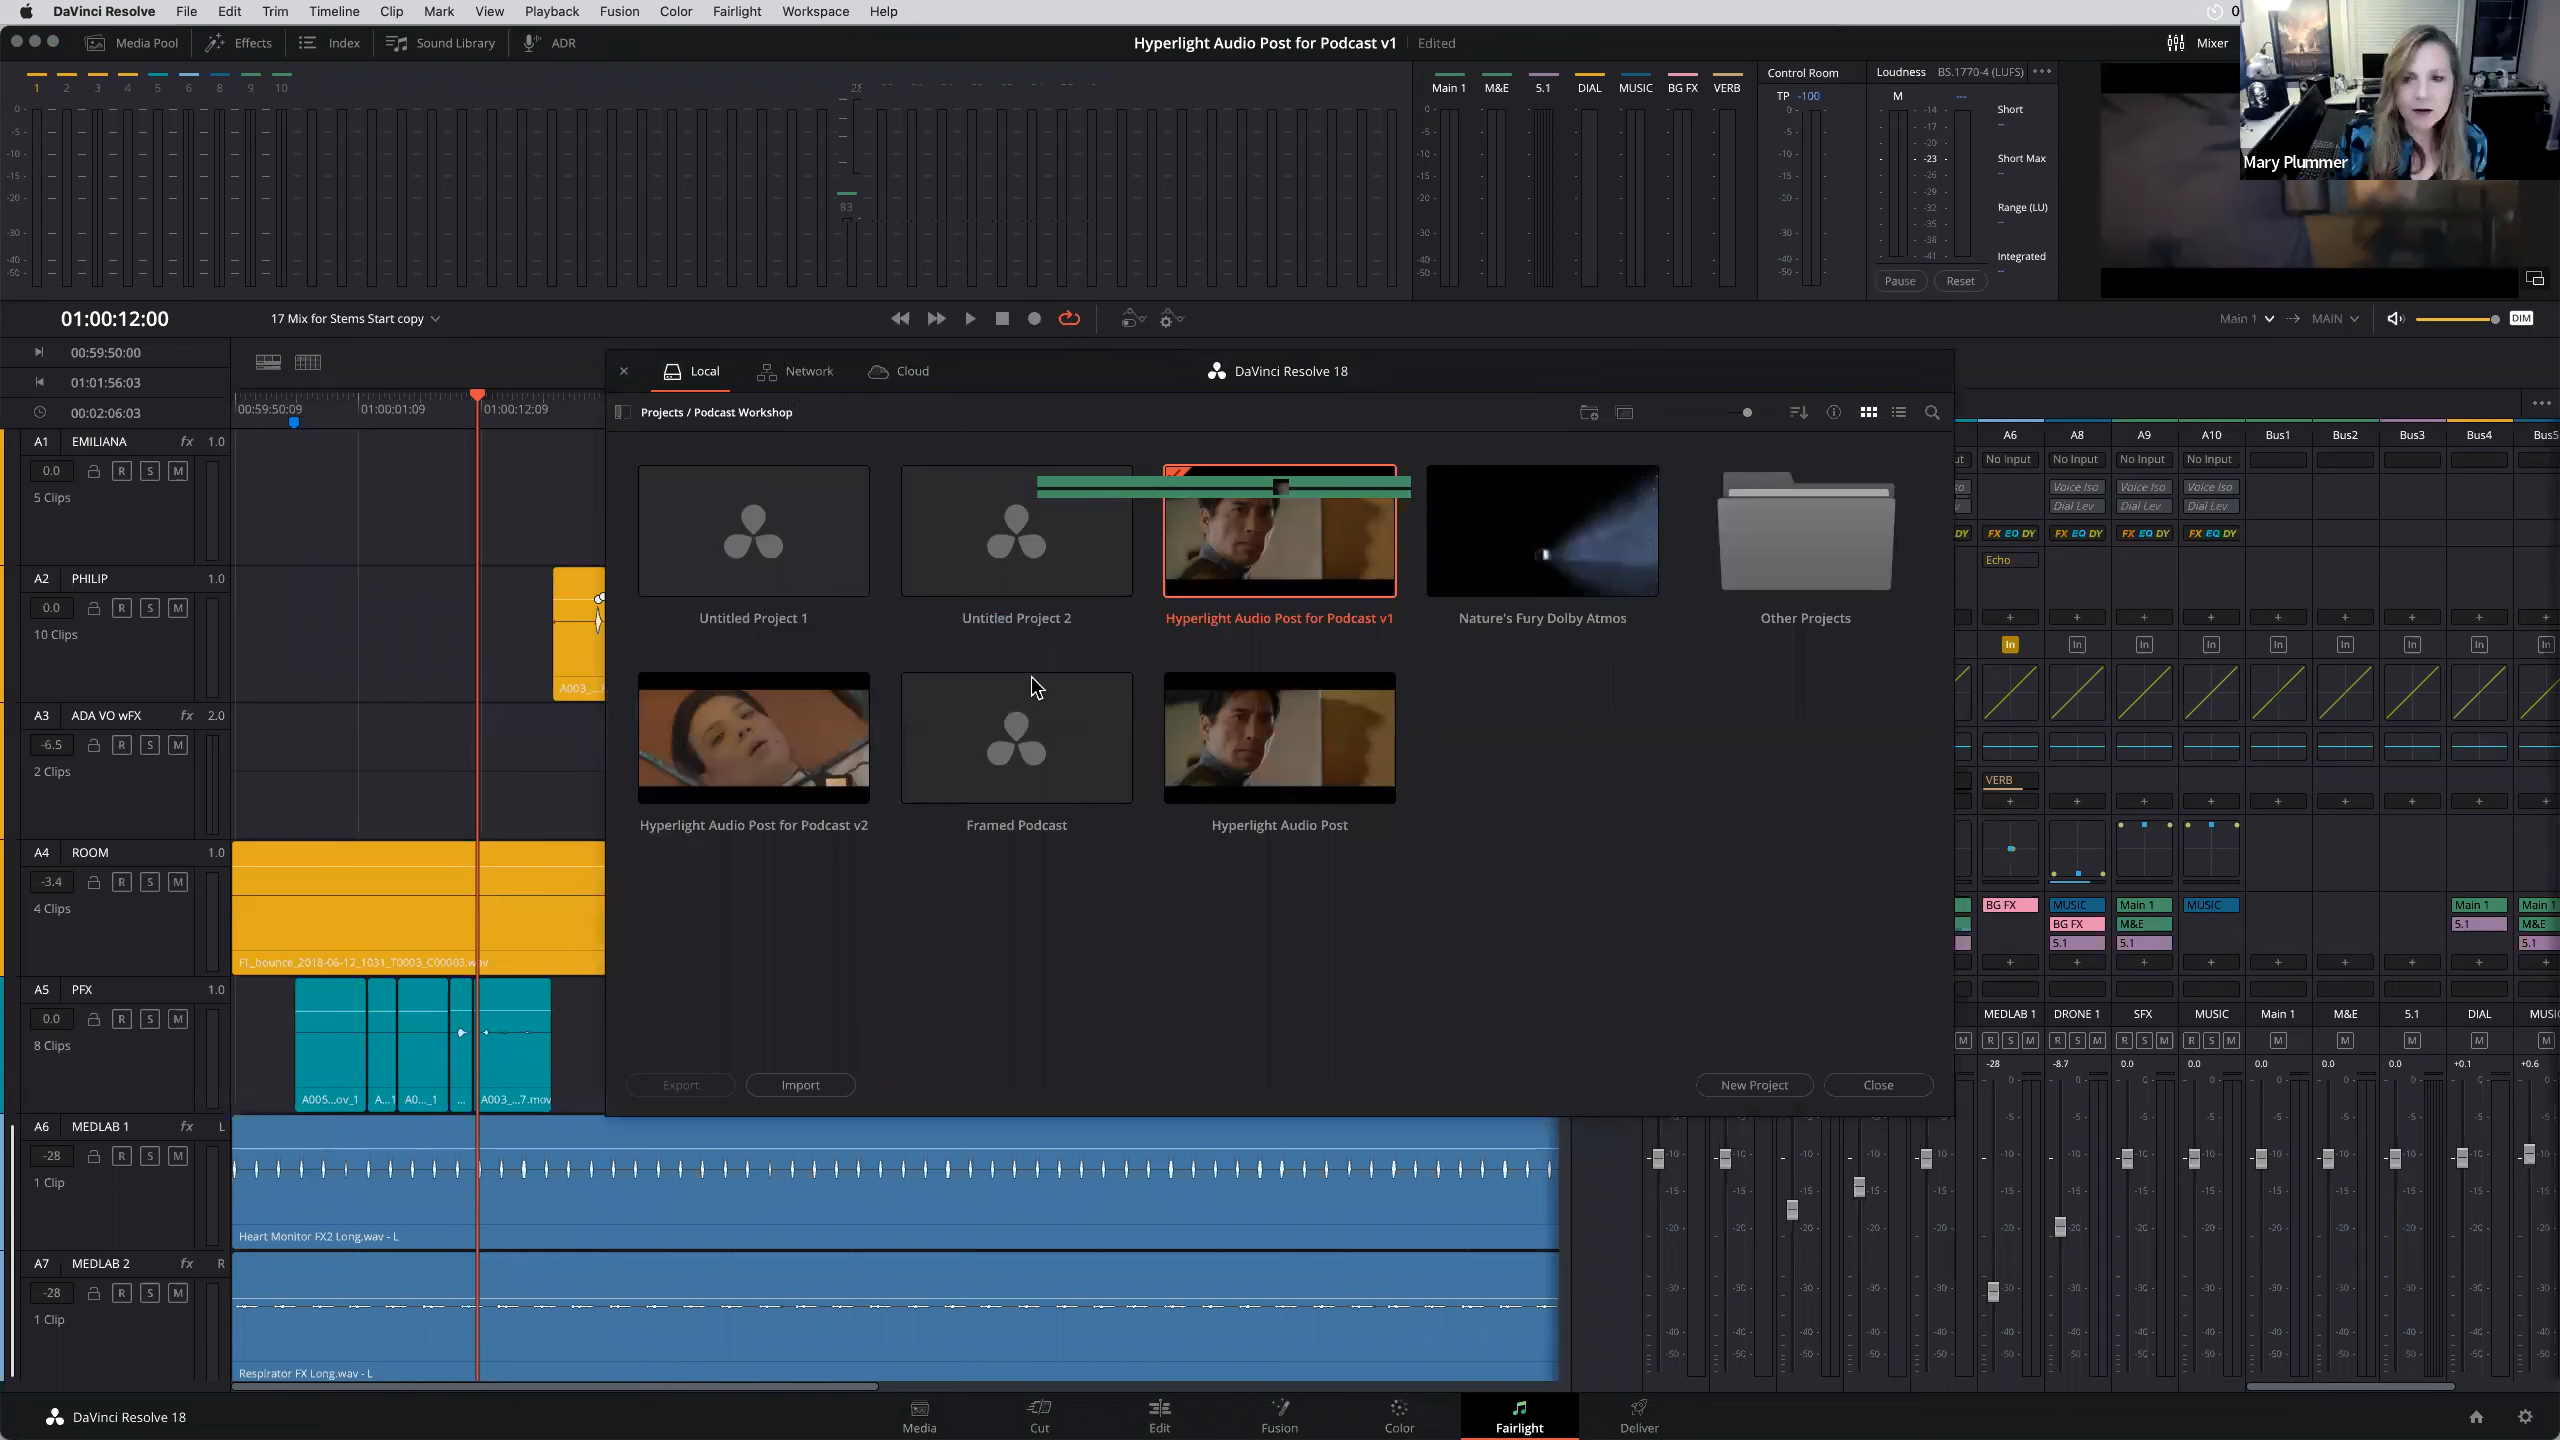 DaVinci Resolve File Edit Trim Timeline Clip Mark View Playback Fusion Color Fairlight Workspace Help
Media Pool Effects Index Sound Library ADR
Hyperlight Audio Post for Podcast v1 Edited
Mixer
Mary Plummer
1 2 3 4 5 6 8 9 10
Main 1 M&E 5.1 DIAL MUSIC BG FX VERB
Control Room
TP -100
Loudness BS.1770-4 (LUFS)
M
Short
Short Max
Range (LU)
Integrated
Pause Reset
01:00:12:00
17 Mix for Stems Start copy
Main 1 MAIN DIM
00:59:50:00
01:01:56:03
00:02:06:03
00:59:50:09 01:00:01:09 01:00:12:09
Local Network Cloud
DaVinci Resolve 18
Projects / Podcast Workshop
Untitled Project 1
Untitled Project 2
Hyperlight Audio Post for Podcast v1
Nature's Fury Dolby Atmos
Other Projects
Hyperlight Audio Post for Podcast v2
Framed Podcast
Hyperlight Audio Post
Export Import New Project Close
A1 EMILIANA fx 1.0
0.0 R S M
5 Clips
A2 PHILIP 1.0
0.0 R S M
10 Clips
A3 ADA VO wFX fx 2.0
-6.5 R S M
2 Clips
A4 ROOM 1.0
-3.4 R S M
4 Clips
FL_bounce_2018-06-12_1031_T0003_C00003.wav
A5 PFX 1.0
0.0 R S M
8 Clips
A005...ov_1 A...1 A0..._1 ... A003_...7.mov
A6 MEDLAB 1 fx L
-28 R S M
1 Clip
Heart Monitor FX2 Long.wav - L
A7 MEDLAB 2 fx R
-28 R S M
1 Clip
Respirator FX Long.wav - L
A6 A8 A9 A10 Bus1 Bus2 Bus3 Bus4 Bus5
No Input No Input No Input No Input
Voice Iso Voice Iso Voice Iso
Dial Lev Dial Lev Dial Lev
FX EQ DY FX EQ DY FX EQ DY FX EQ DY
Echo
In In In In In In In In In
VERB
BG FX MUSIC Main 1 MUSIC Main 1 Main 1
BG FX M&E 5.1 M&E
5.1 5.1 5.1
MEDLAB 1 DRONE 1 SFX MUSIC Main 1 M&E 5.1 DIAL
R S M R S M R S M R S M M M M M M
-28 -8.7 0.0 0.0 0.0 0.0 0.0 +0.1 +0.6
DaVinci Resolve 18
Media Cut Edit Fusion Color Fairlight Deliver